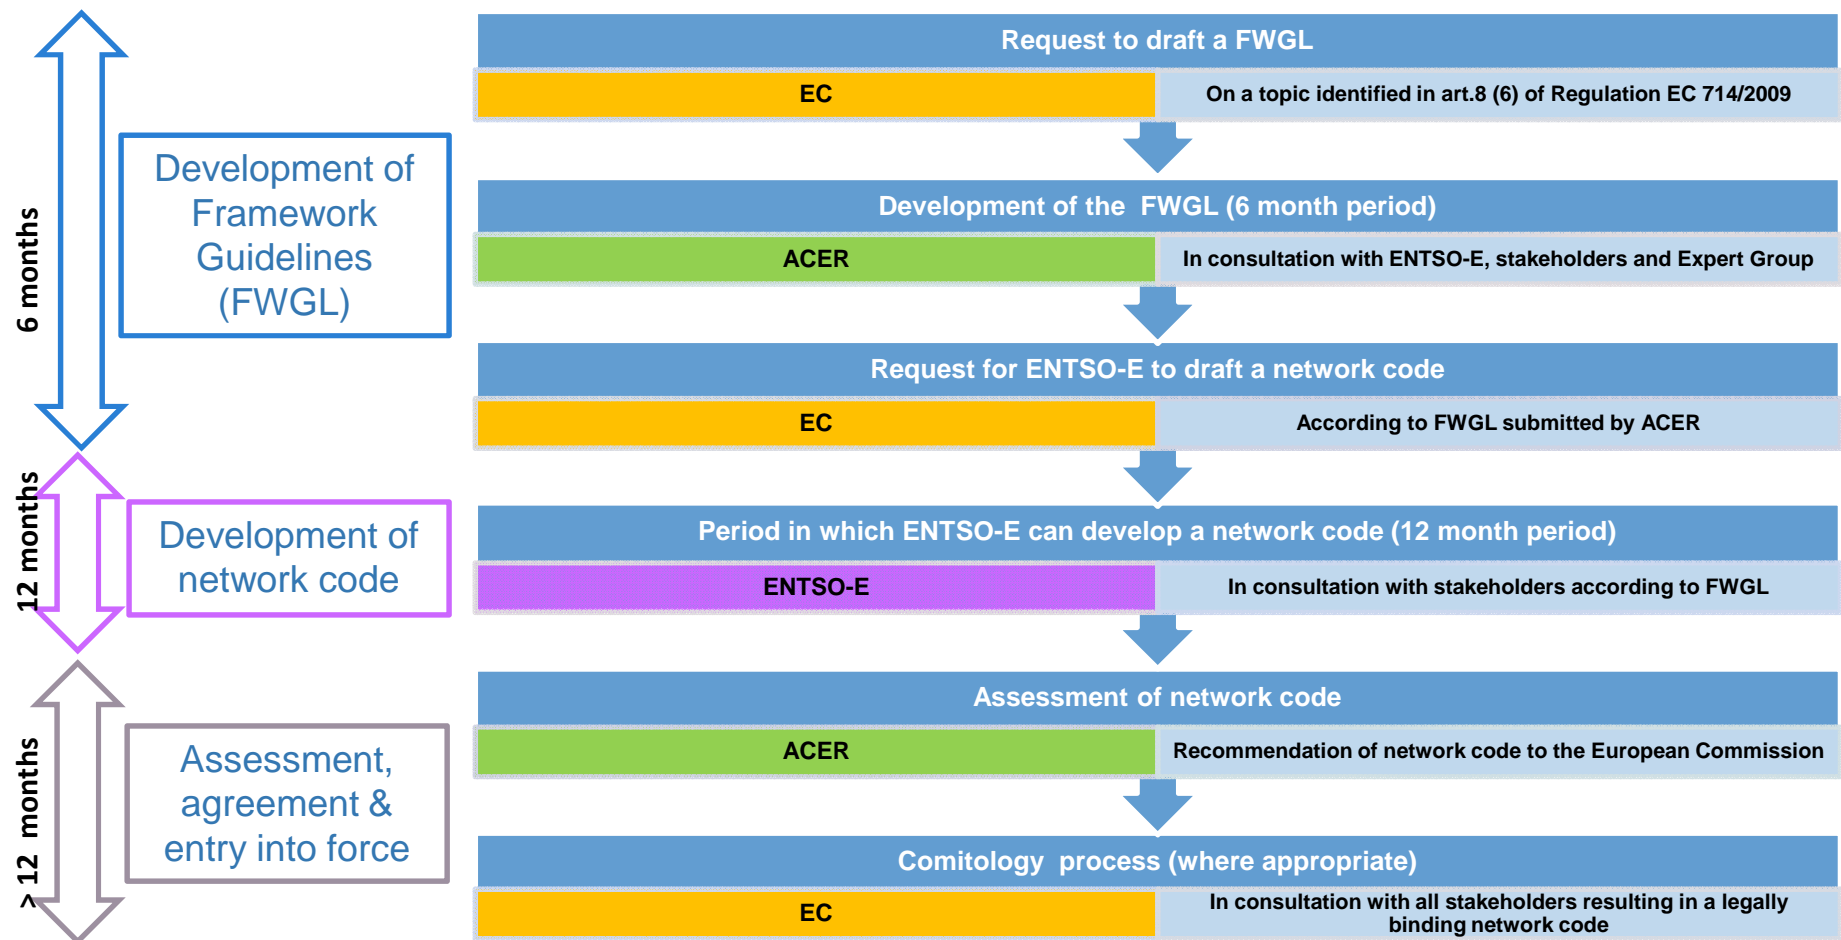 6 months
Development of
Framework
Guidelines
(FWGL)
Request to draft a FWGL
EC
On a topic identified in art.8 (6) of Regulation EC 714/2009
Development of the FWGL (6 month period)
ACER
In consultation with ENTSO-E, stakeholders and Expert Group
Request for ENTSO-E to draft a network code
EC
According to FWGL submitted by ACER
12 months
Development of
network code
Period in which ENTSO-E can develop a network code (12 month period)
ENTSO-E
In consultation with stakeholders according to FWGL
> 12 months
Assessment,
agreement &
entry into force
Assessment of network code
ACER
Recommendation of network code to the European Commission
Comitology process (where appropriate)
EC
In consultation with all stakeholders resulting in a legally
binding network code